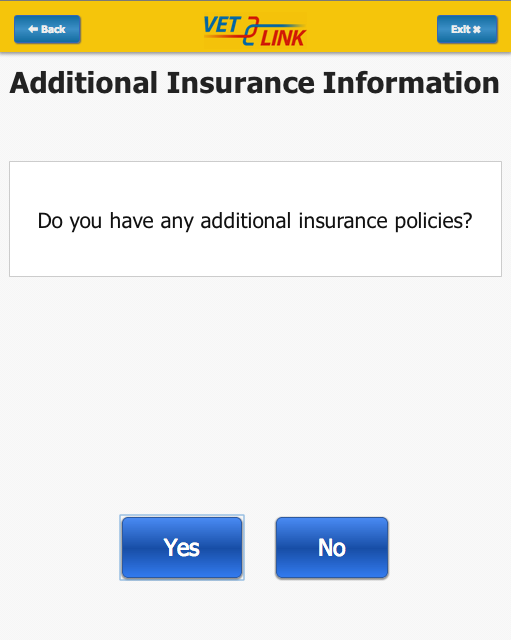 Back
VET LINK
Exit
Additional Insurance Information
Do you have any additional insurance policies?
Yes
No